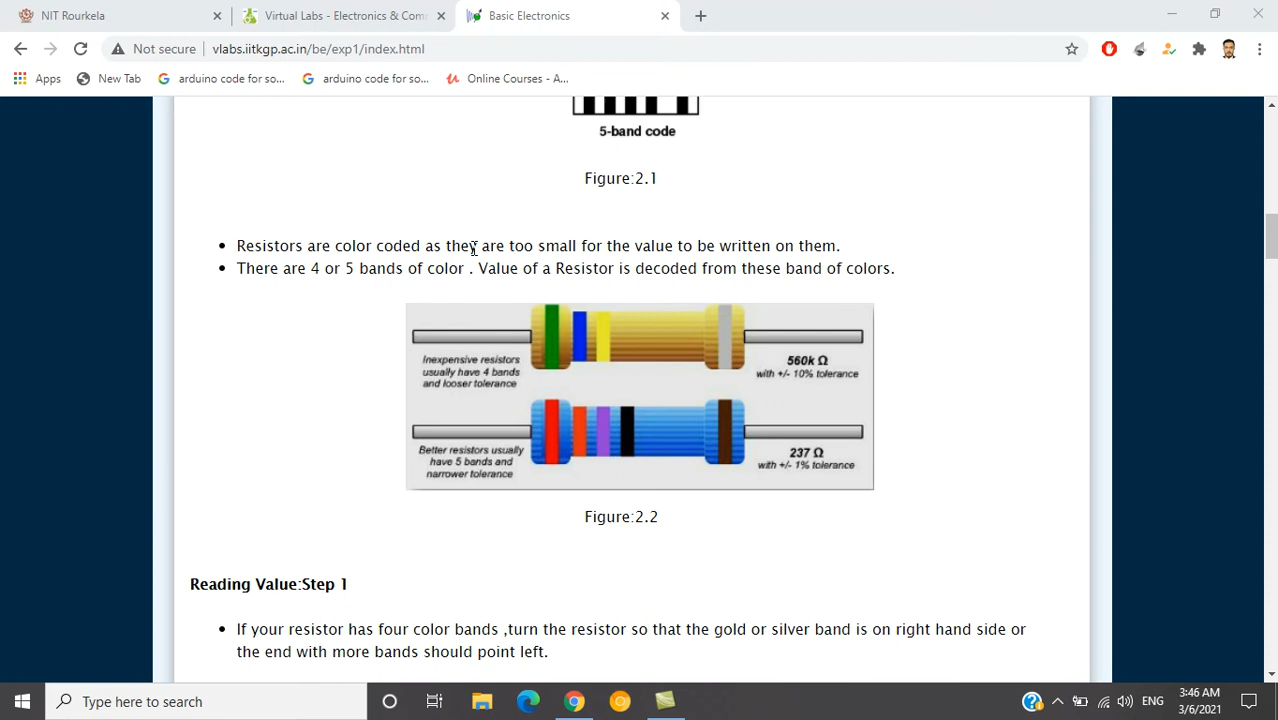 NIT Rourkela
Virtual Labs - Electronics & Comm
Basic Electronics
Not secure
vlabs.iitkgp.ac.in/be/exp1/index.html
Apps
New Tab
arduino code for so...
arduino code for so...
Online Courses - A...
5-band code
Figure:2.1
Resistors are color coded as they are too small for the value to be written on them.
There are 4 or 5 bands of color . Value of a Resistor is decoded from these band of colors.
Inexpensive resistors
usually have 4 bands
and looser tolerance
560k Ω
with +/- 10% tolerance
Better resistors usually
have 5 bands and
narrower tolerance
237 Ω
with +/- 1% tolerance
Figure:2.2
Reading Value:Step 1
If your resistor has four color bands ,turn the resistor so that the gold or silver band is on right hand side or
the end with more bands should point left.
Type here to search
ENG
3:46 AM
3/6/2021